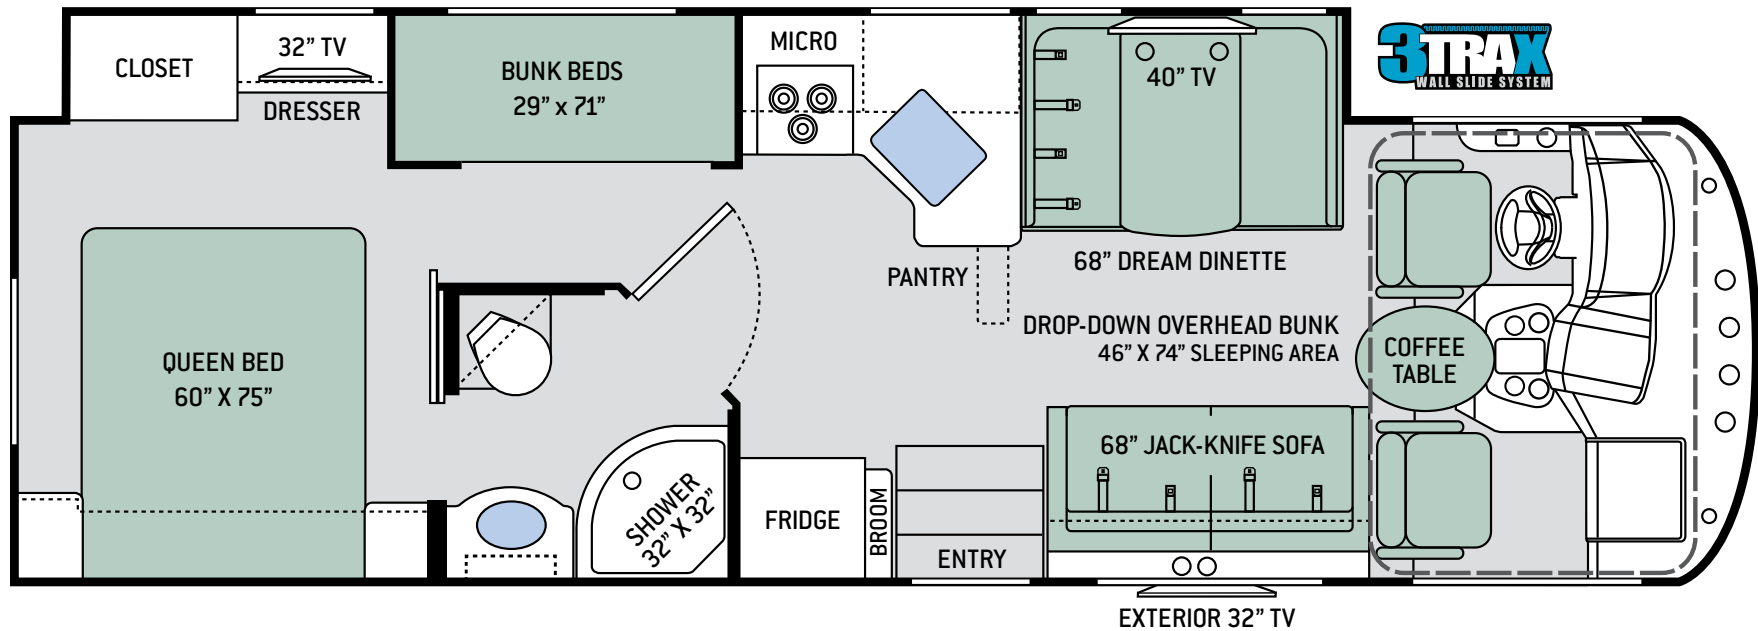 CLOSET
32” TV
DRESSER
BUNK BEDS
29” x 71”
MICRO
40” TV
3TRAX
WALL SLIDE SYSTEM
PANTRY
68” DREAM DINETTE
DROP-DOWN OVERHEAD BUNK
46” X 74” SLEEPING AREA
COFFEE
TABLE
QUEEN BED
60” X 75”
68” JACK-KNIFE SOFA
SHOWER
32” X 32”
FRIDGE
BROOM
ENTRY
EXTERIOR 32” TV